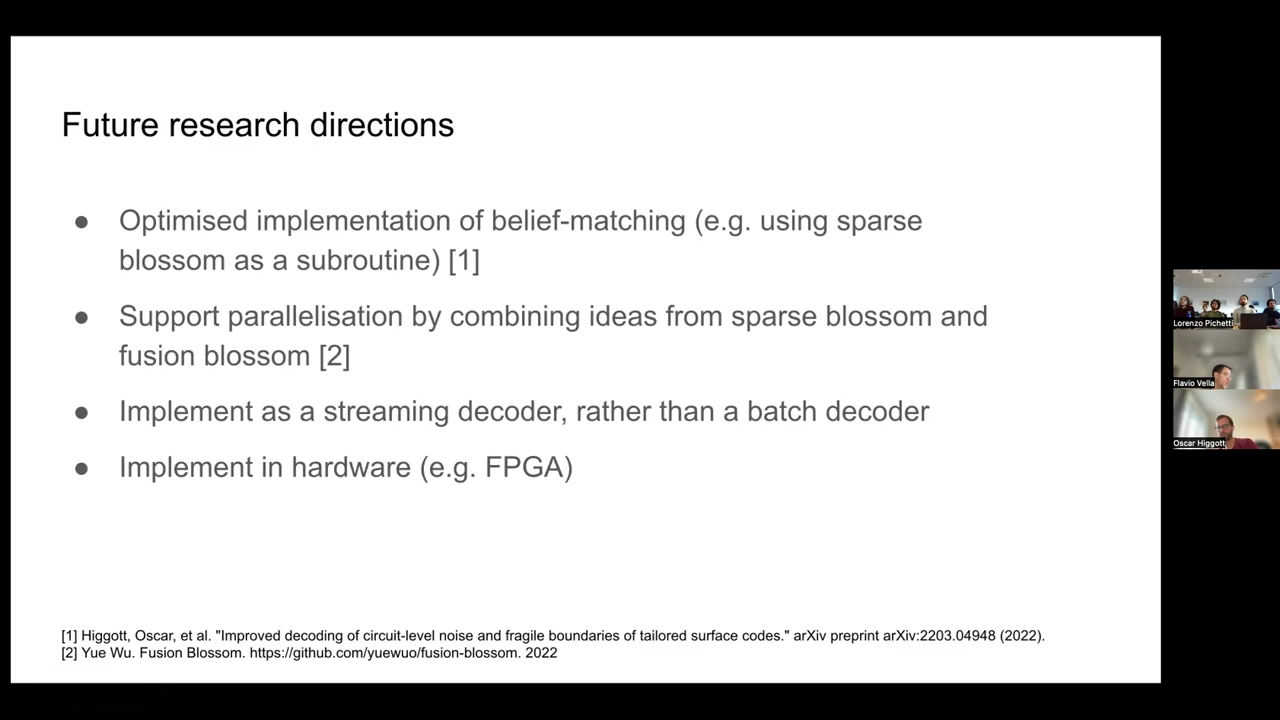 Future research directions
● Optimised implementation of belief-matching (e.g. using sparse
blossom as a subroutine) [1]
● Support parallelisation by combining ideas from sparse blossom and
fusion blossom [2]
● Implement as a streaming decoder, rather than a batch decoder
● Implement in hardware (e.g. FPGA)
[1] Higgott, Oscar, et al. "Improved decoding of circuit-level noise and fragile boundaries of tailored surface codes." arXiv preprint arXiv:2203.04948 (2022).
[2] Yue Wu. Fusion Blossom. https://github.com/yuewuo/fusion-blossom. 2022
Lorenzo Pichetti
Flavio Vella
Oscar Higgott